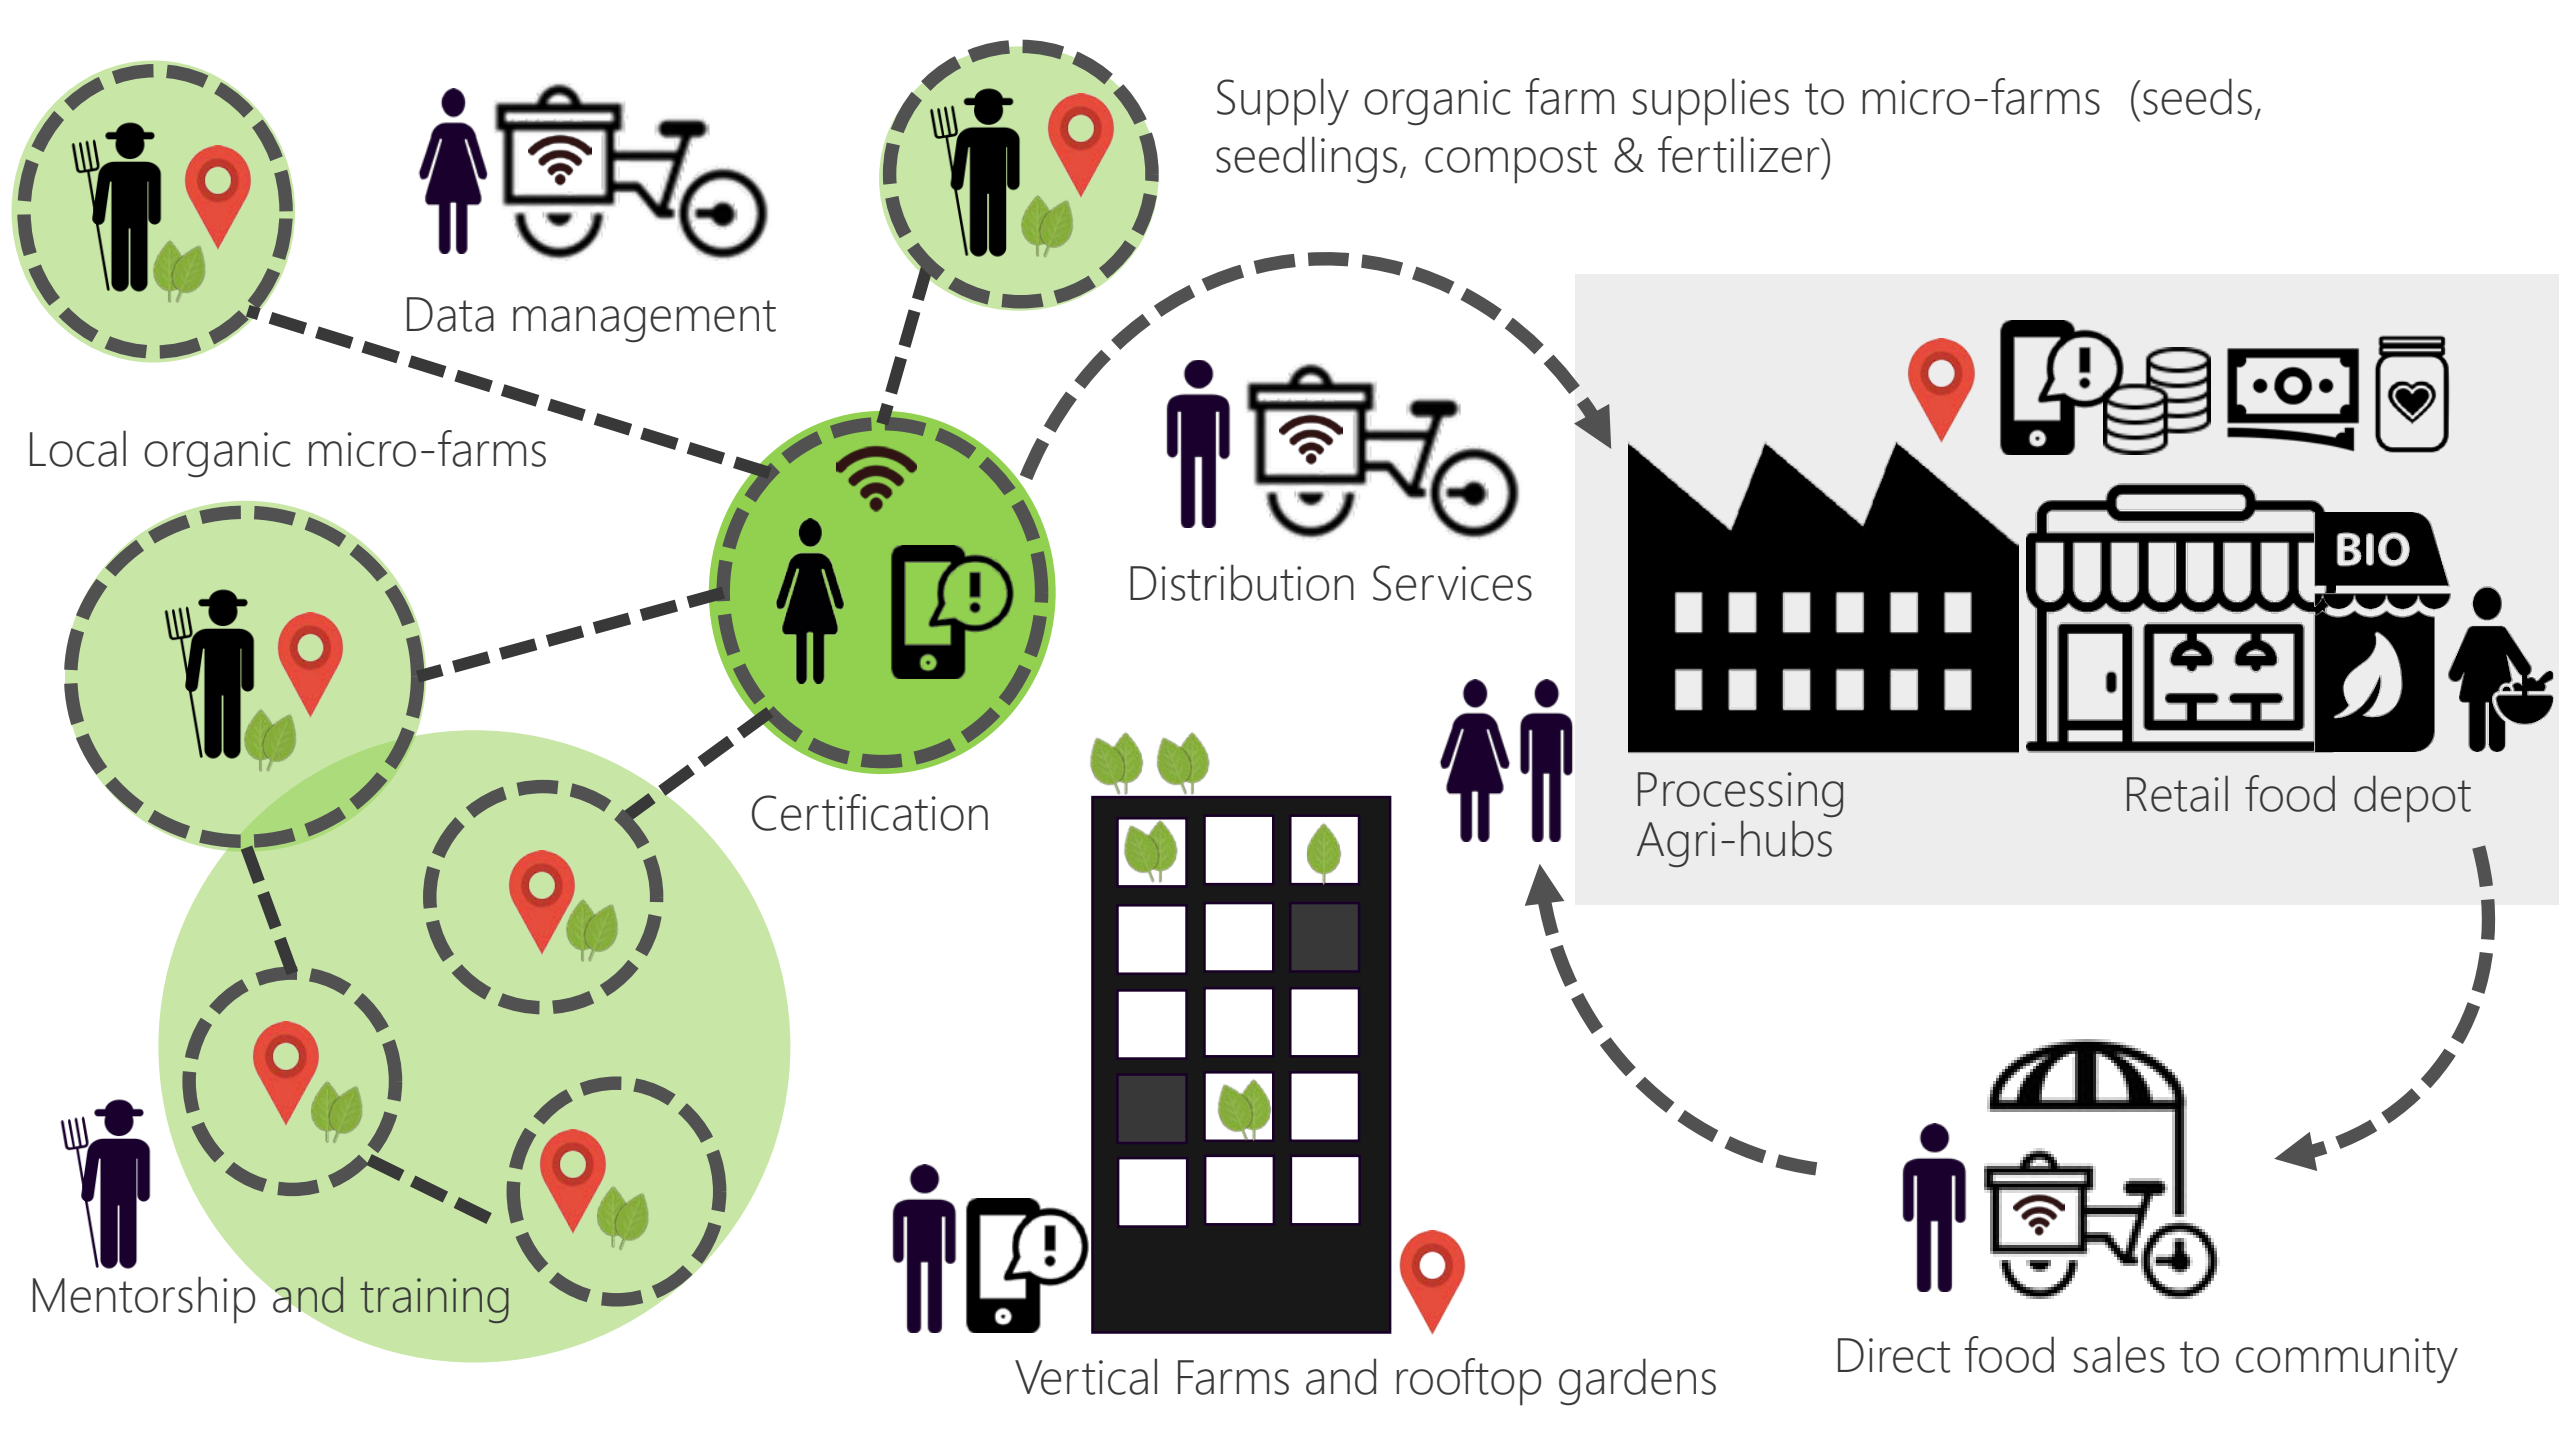 Supply organic farm supplies to micro-farms  (seeds,
seedlings, compost & fertilizer)
Data management
Local organic micro-farms
Distribution Services
BIO
Certification
Processing
Agri-hubs
Retail food depot
Mentorship and training
Vertical Farms and rooftop gardens
Direct food sales to community